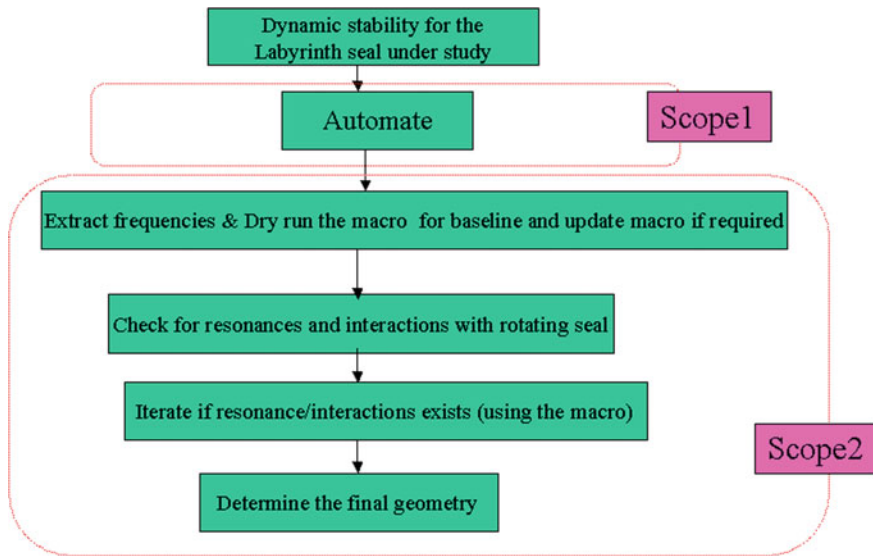 Dynamic stability for the
Labyrinth seal under study
Automate
Scope1
Extract frequencies & Dry run the macro for baseline and update macro if required
Check for resonances and interactions with rotating seal
Iterate if resonance/interactions exists (using the macro)
Scope2
Determine the final geometry